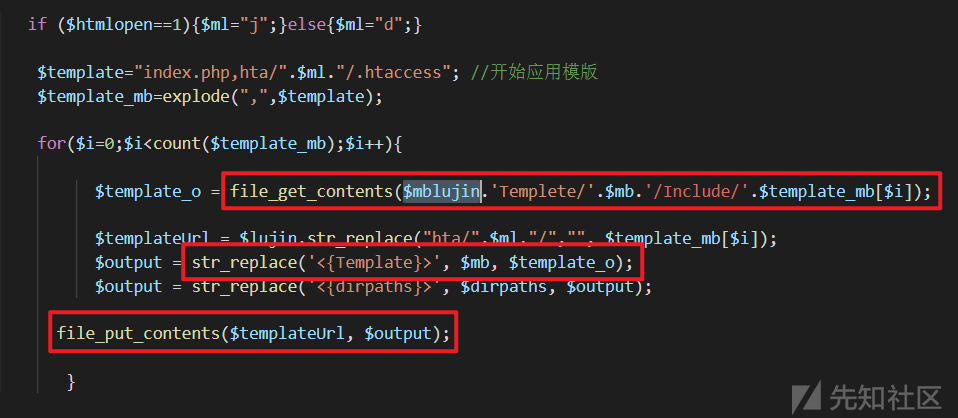 if ($htmlopen==1){$ml="j";}else{$ml="d";}
$template="index.php,hta/".$ml."/.htaccess"; //开始应用模版
$template_mb=explode(",",$template);
for($i=0;$i<count($template_mb);$i++){
$template_o = file_get_contents($mblujin.'Templete/'.$mb.'/Include/'.$template_mb[$i]);
$templateUrl = $lujin.str_replace("hta/".$ml."/","", $template_mb[$i]);
$output = str_replace('<{Template}>', $mb, $template_o);
$output = str_replace('<{dirpaths}>', $dirpaths, $output);
file_put_contents($templateUrl, $output);
}
先知社区